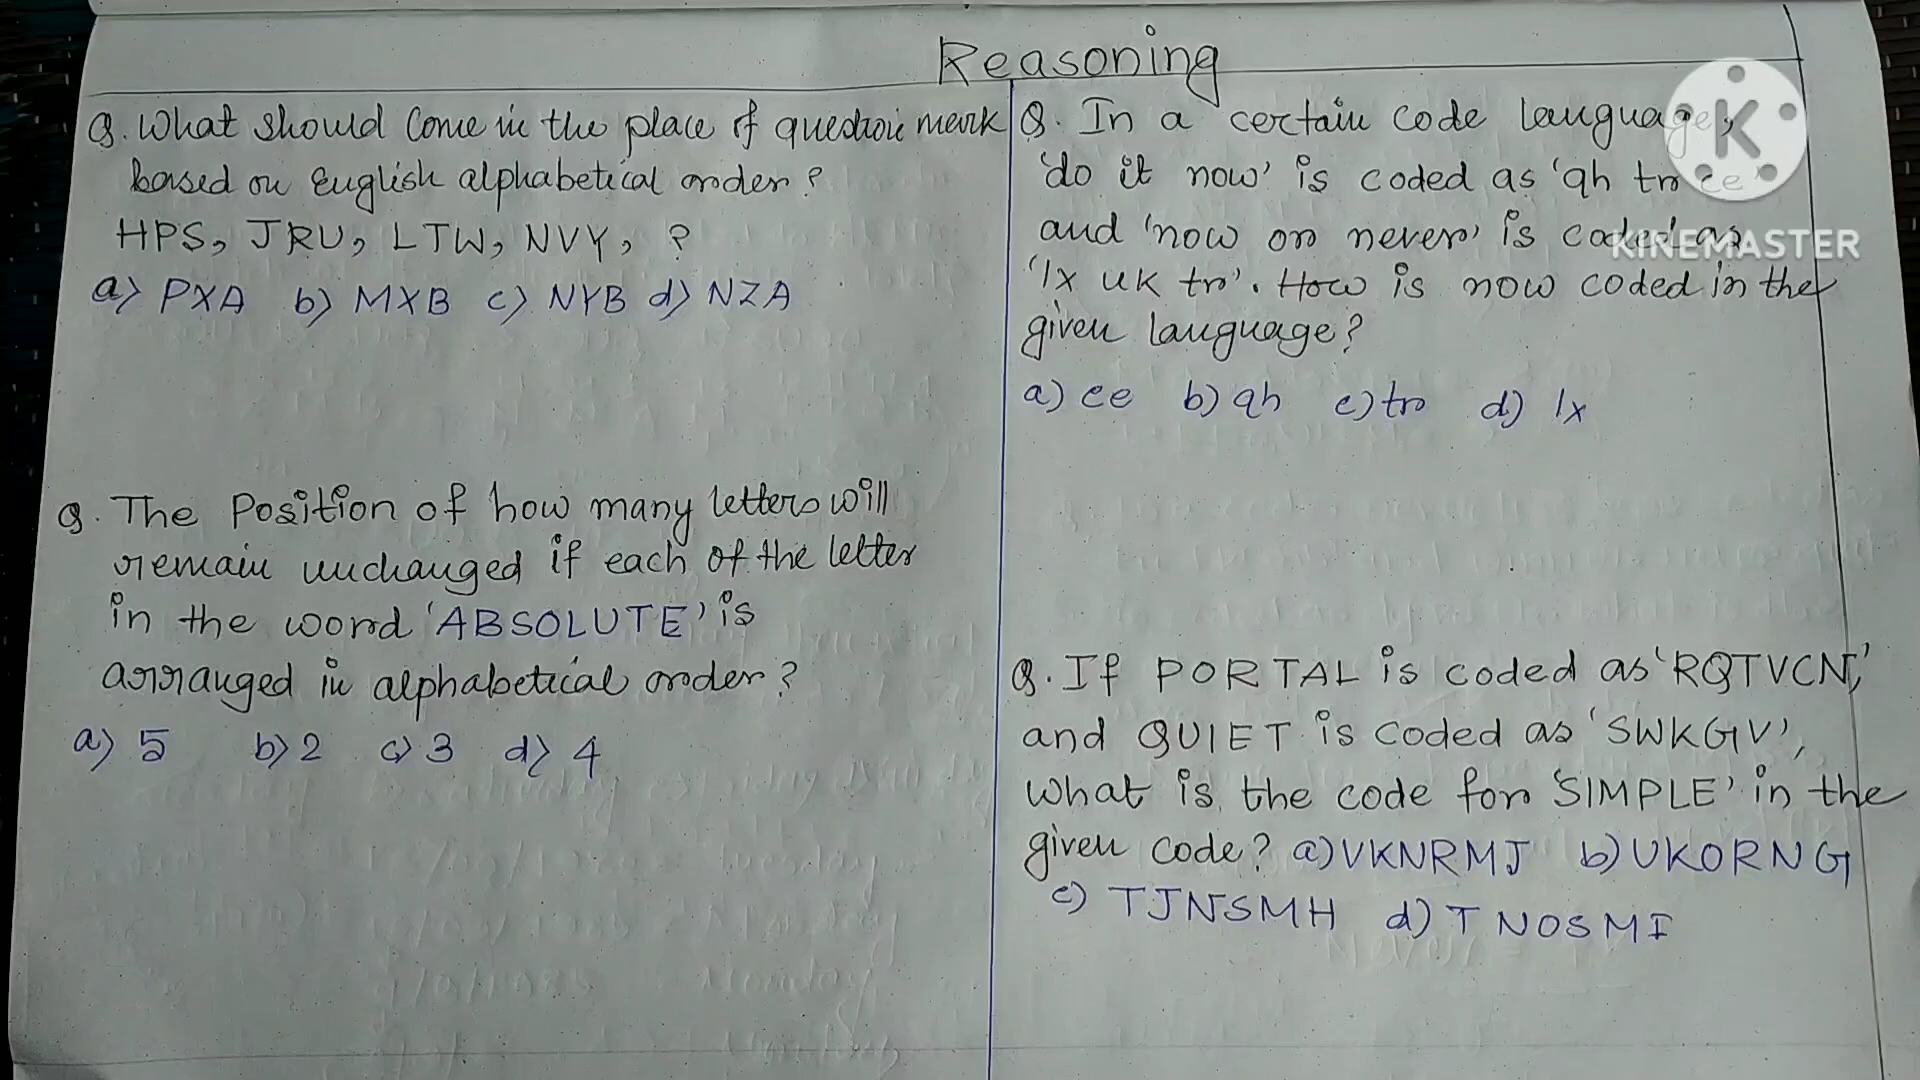 Reasoning
Q. What should Come in the place of question mark
based on English alphabetical order?
HPS, JRU, LTW, NVY, ?
a) PXA b) MXB c) NYB d) NZA
Q. The Position of how many letters will
remain unchanged if each of the letter
in the word 'ABSOLUTE' is
arranged in alphabetical order?
a) 5 b) 2 c) 3 d) 4
Q. In a certain code language,
'do it now' is coded as 'qh tr ce'
and 'now or never' is coded as
'lx uk tr'. How is now coded in the
given language?
a) ce b) qh c) tr d) lx
Q. If PORTAL is coded as 'RQTVCN,'
and QUIET is coded as 'SWKGV',
what is the code for 'SIMPLE' in the
given code? a) VKNRMJ b) UKORNG
c) TJNSMH d) TNOSMI
K
KINEMASTER